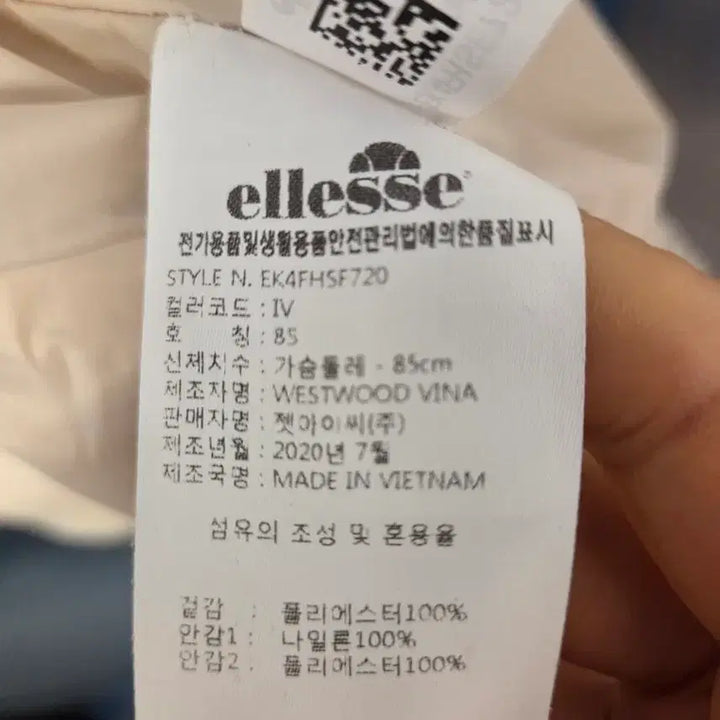 ellesse
전기용품및생활용품안전관리법에의한품질표시
STYLE N. EK4FHSF720
컬러코드 : IV
호 칭 : 85
신체치수 : 가슴둘레 - 85cm
제조자명 : WESTWOOD VINA
판매자명 : 젯아이씨(주)
제조년월 : 2020년 7월
제조국명 : MADE IN VIETNAM
섬유의 조성 및 혼용율
겉감 : 폴리에스터100%
안감1 : 나일론100%
안감2 : 폴리에스터100%